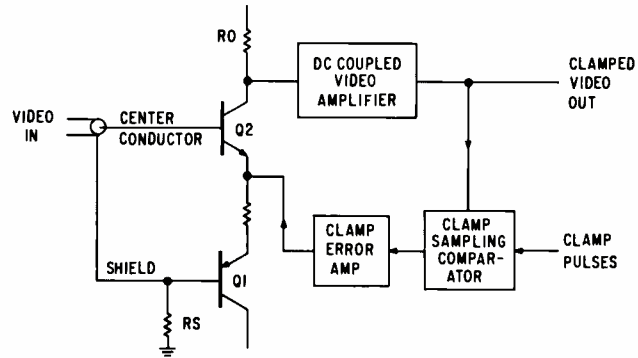 RO
DC COUPLED
VIDEO
AMPLIFIER
CLAMPED
VIDEO
OUT
VIDEO
IN
CENTER
CONDUCTOR
Q2
CLAMP
ERROR
AMP
CLAMP
SAMPLING
COMPAR-
ATOR
CLAMP
PULSES
SHIELD
Q1
RS